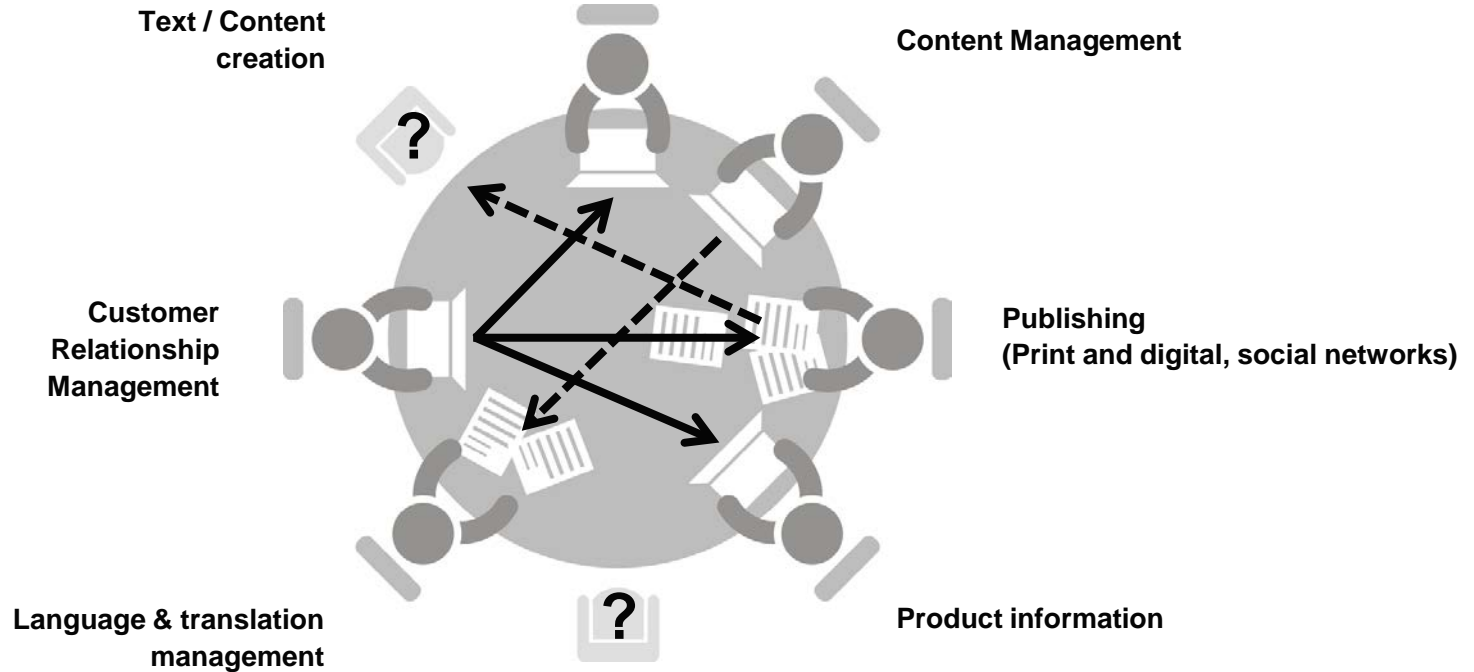 Text / Content
creation
Content Management
?
Customer
Relationship
Management
Publishing
(Print and digital, social networks)
Language & translation
management
?
Product information